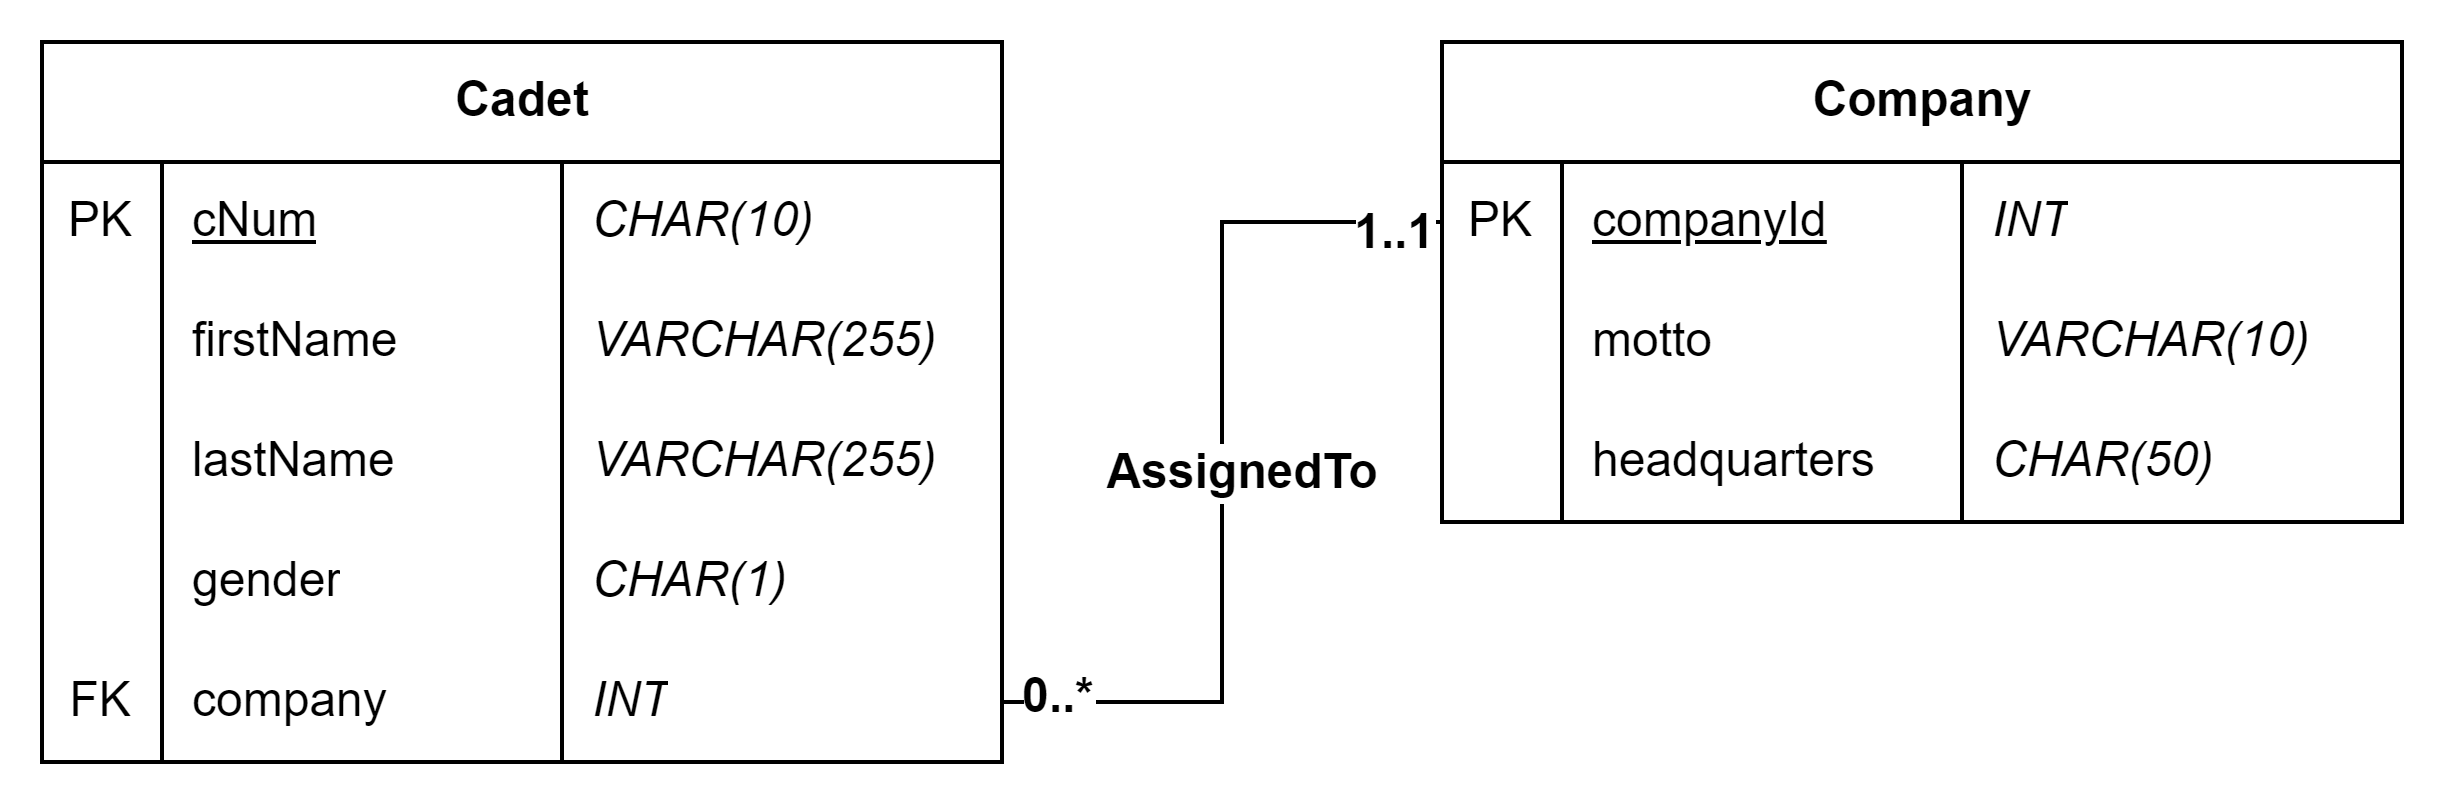 Cadet
PK cNum CHAR(10)
firstName VARCHAR(255)
lastName VARCHAR(255)
gender CHAR(1)
FK company INT
0..*
AssignedTo
1..1
Company
PK companyId INT
motto VARCHAR(10)
headquarters CHAR(50)